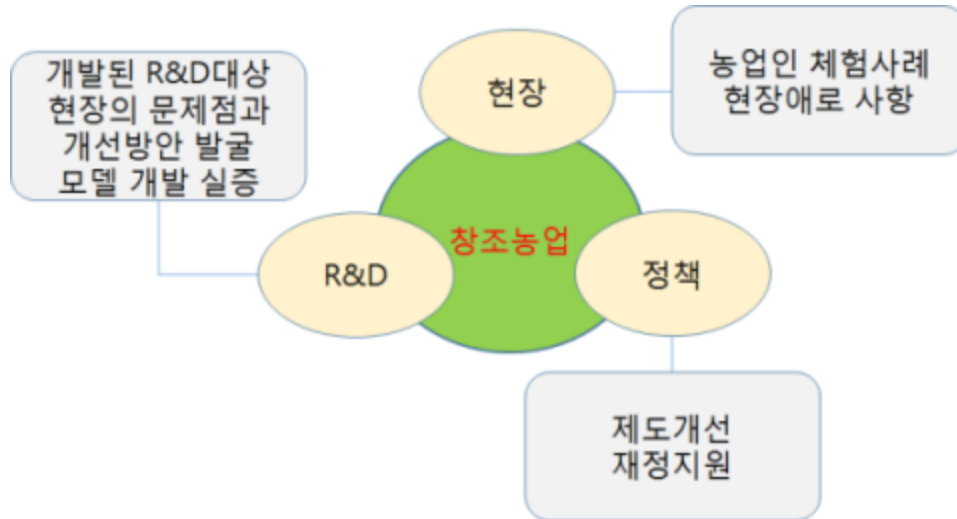 개발된 R&D대상
현장의 문제점과
개선방안 발굴
모델 개발 실증
현장
농업인 체험사례
현장애로 사항
창조농업
R&D
정책
제도개선
재정지원